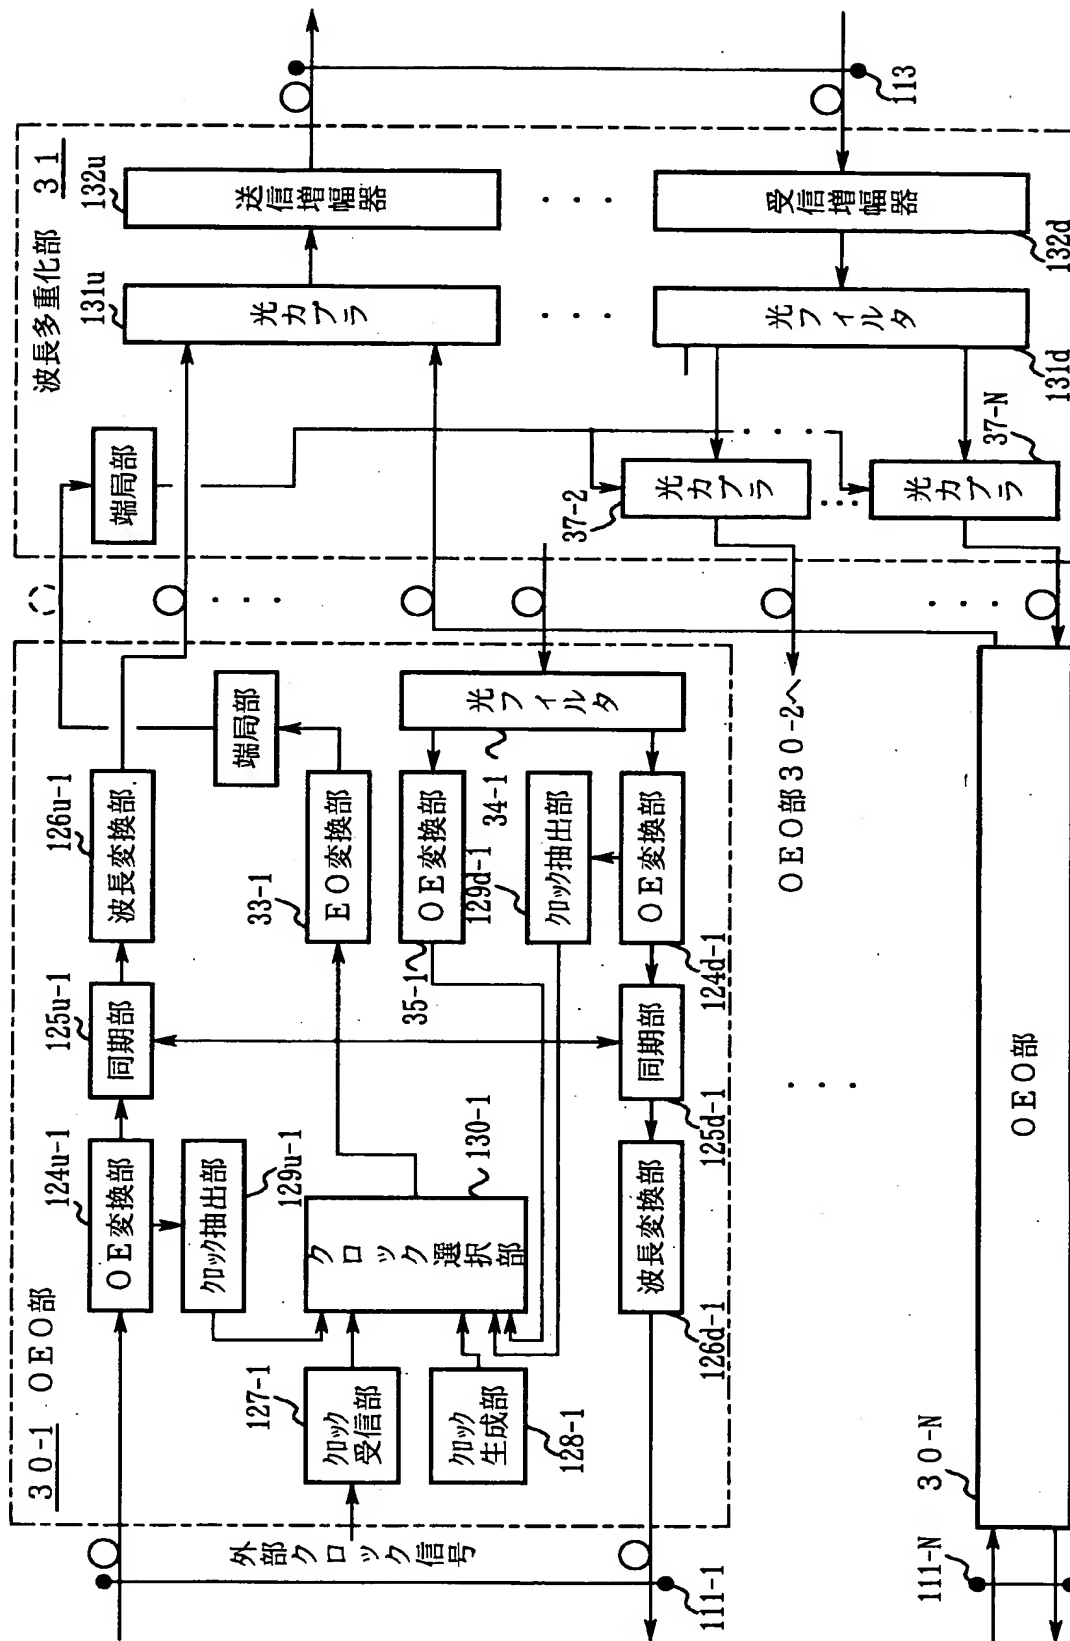 30-1 OEO部
124u-1
OE変換部
125u-1
同期部
126u-1
波長変換部
クロック抽出部
129u-1
33-1
EO変換部
端局部
127-1
クロック
受信部
クロック選択部
130-1
35-1
OE変換部
34-1
光フィルタ
129d-1
クロック抽出部
クロック
生成部
128-1
外部クロック信号
波長変換部
126d-1
同期部
125d-1
OE変換部
124d-1
111-1
波長多重化部 31
端局部
131u
光カプラ
132u
送信増幅器
受信増幅器
132d
光フィルタ
131d
113
37-2
光カプラ
37-N
光カプラ
OEO部30-2へ
30-N
OEO部
111-N